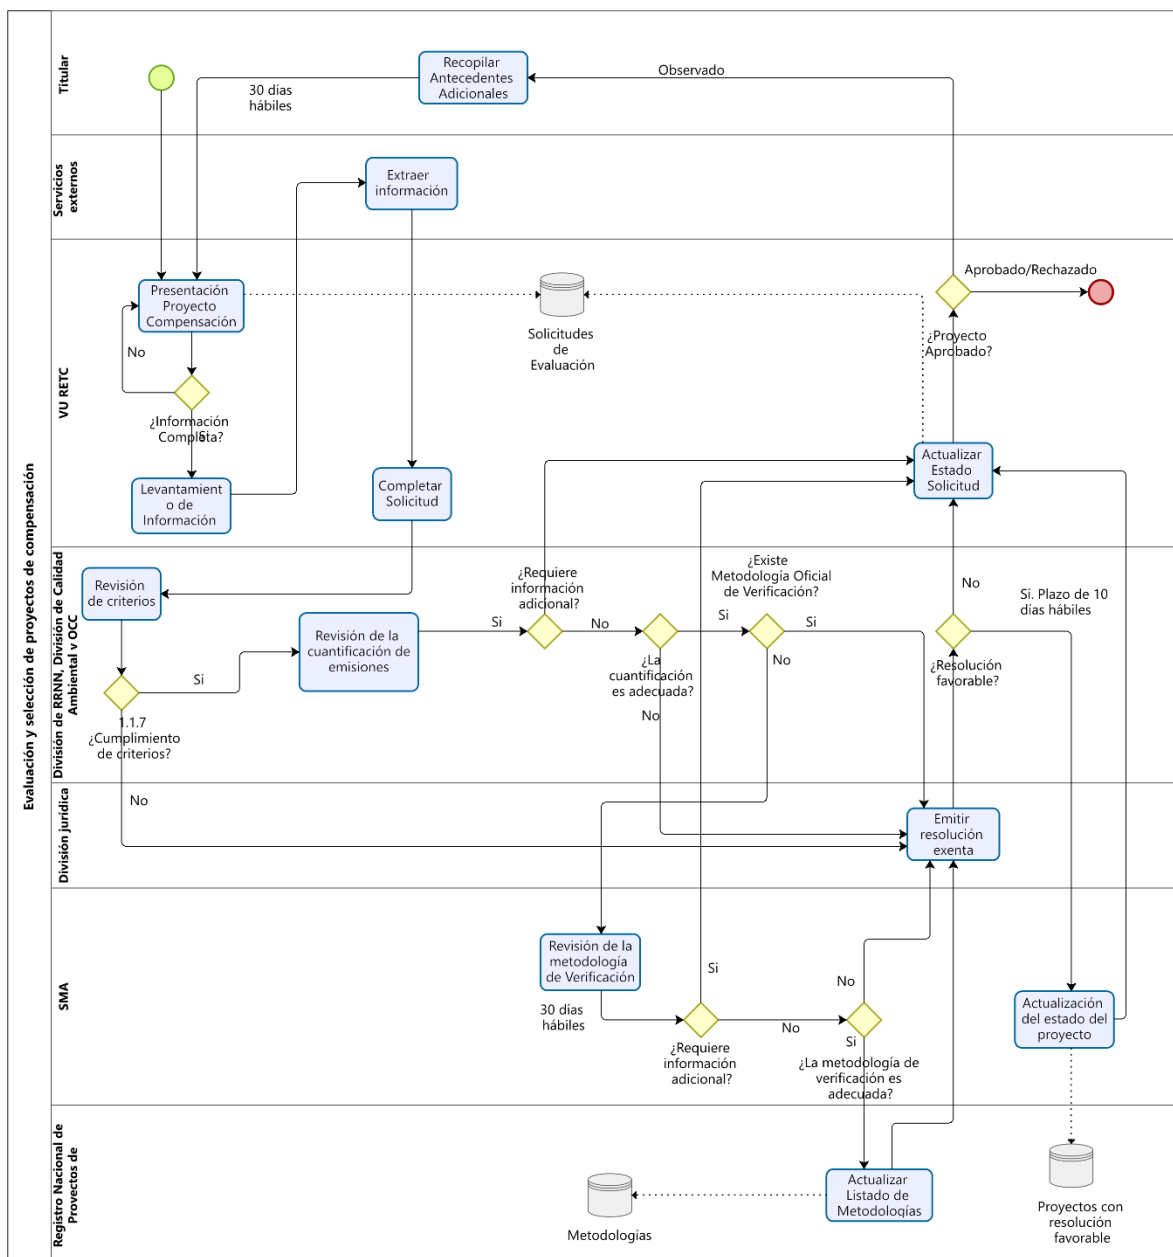 Evaluación y selección de proyectos de compensación
Titular
Recopilar
Antecedentes
Adicionales
Observado
30 días
hábiles
Servicios
externos
Extraer
información
VU RETC
Presentación
Proyecto
Compensación
No
¿Información
Completa?
Si
Levantamient
o de
Información
Solicitudes
de
Evaluación
Completar
Solicitud
Aprobado/Rechazado
¿Proyecto
Aprobado?
Actualizar
Estado
Solicitud
División de RRNN, División de Calidad
Ambiental y OCC
Revisión
de criterios
1.1.7
¿Cumplimiento
de criterios?
Si
No
Revisión de la
cuantificación de
emisiones
Si
¿Requiere
información
adicional?
No
¿La
cuantificación
es adecuada?
No
Si
¿Existe
Metodología Oficial
de Verificación?
Si
No
No
¿Resolución
favorable?
Sí. Plazo de 10
días hábiles
División jurídica
Emitir
resolución
exenta
SMA
Revisión de la
metodología
de Verificación
30 días
hábiles
Si
¿Requiere
información
adicional?
No
No
Si
¿La metodología de
verificación es
adecuada?
Actualización
del estado del
proyecto
Registro Nacional de
Proyectos de
Metodologías
Actualizar
Listado de
Metodologías
Proyectos con
resolución
favorable